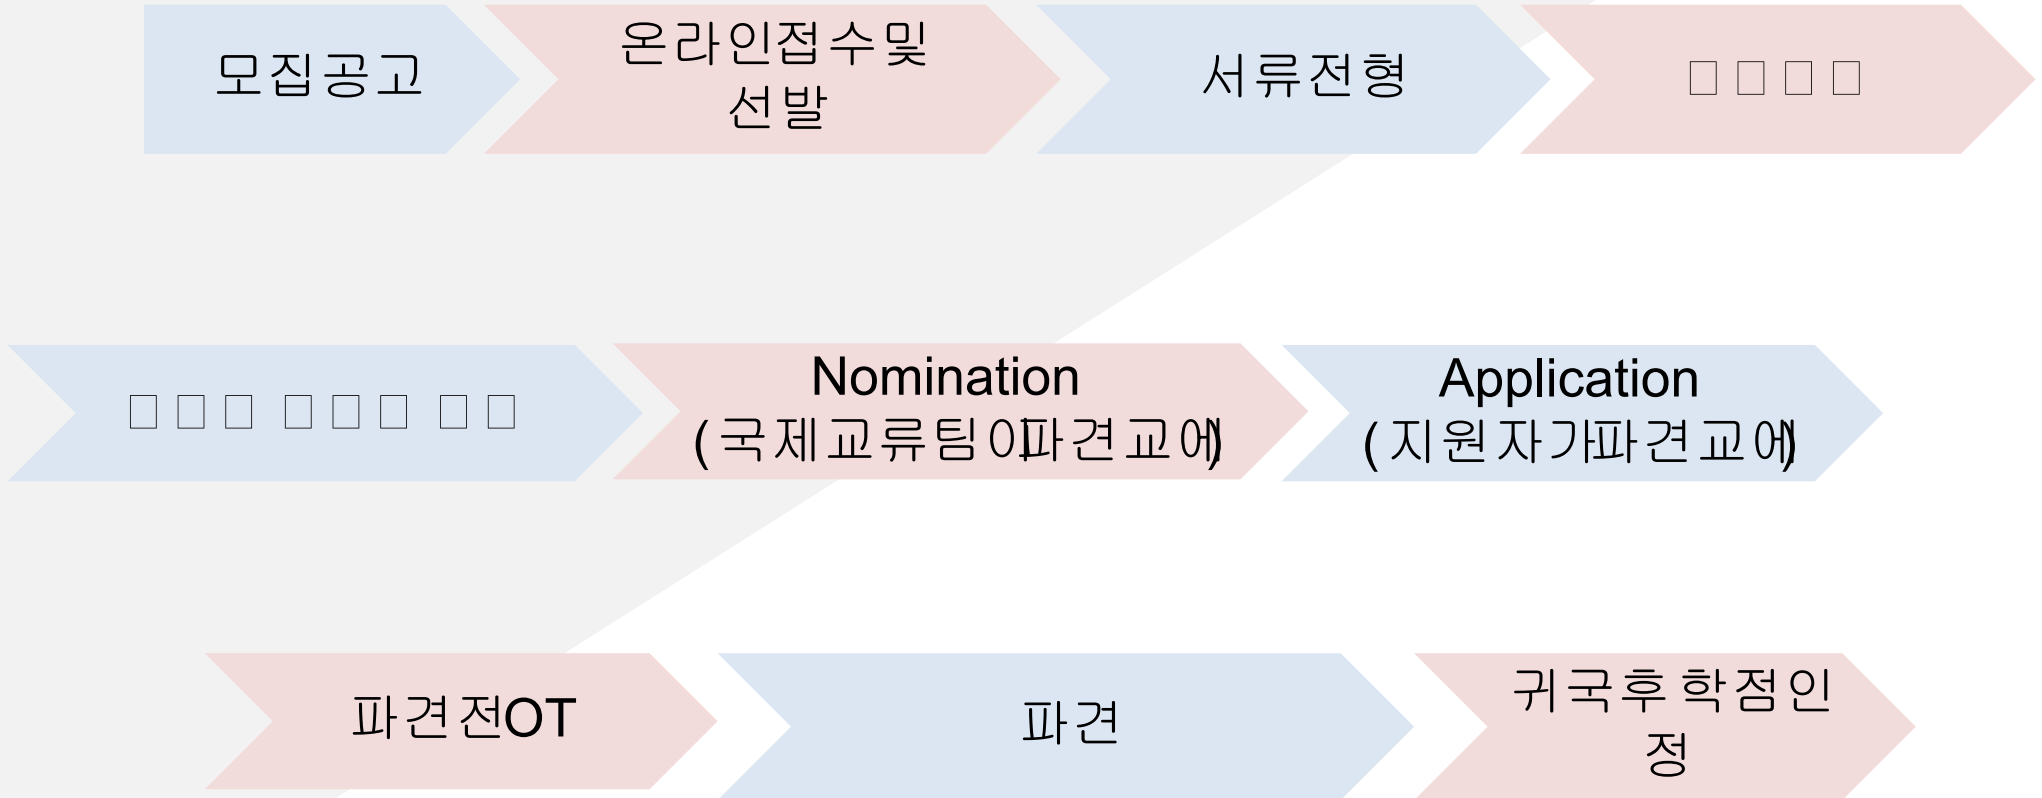 모집공고
온라인접수및
선발
서류전형
Nomination
(국제교류팀이파견교에)
Application
(지원자가파견교에)
파견전OT
파견
귀국후 학점인
정